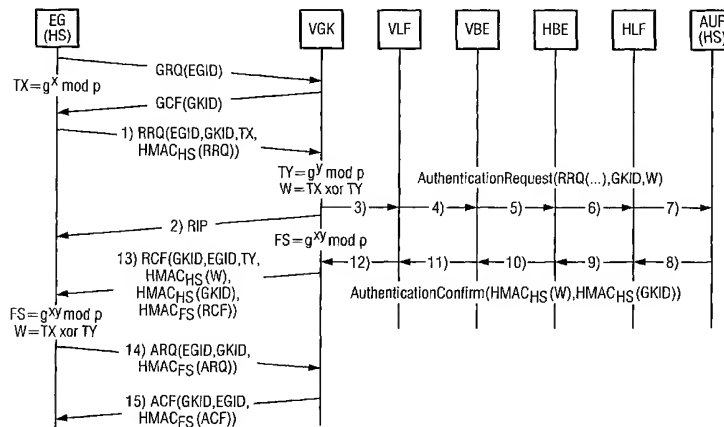 EG
(HS)
VGK
VLF
VBE
HBE
HLF
AUF
(HS)
GRQ(EGID)
TX=g^x mod p
GCF(GKID)
1) RRQ(EGID,GKID,TX,
HMAC_HS(RRQ))
TY=g^y mod p
W=TX xor TY
AuthenticationRequest(RRQ(...),GKID,W)
3)
4)
5)
6)
7)
2) RIP
FS=g^xy mod p
13) RCF(GKID,EGID,TY,
HMAC_HS(W),
HMAC_HS(GKID),
HMAC_FS(RCF))
12)
11)
10)
9)
8)
AuthenticationConfirm(HMAC_HS(W),HMAC_HS(GKID))
FS=g^xy mod p
W=TX xor TY
14) ARQ(EGID,GKID,
HMAC_FS(ARQ))
15) ACF(GKID,EGID,
HMAC_FS(ACF))